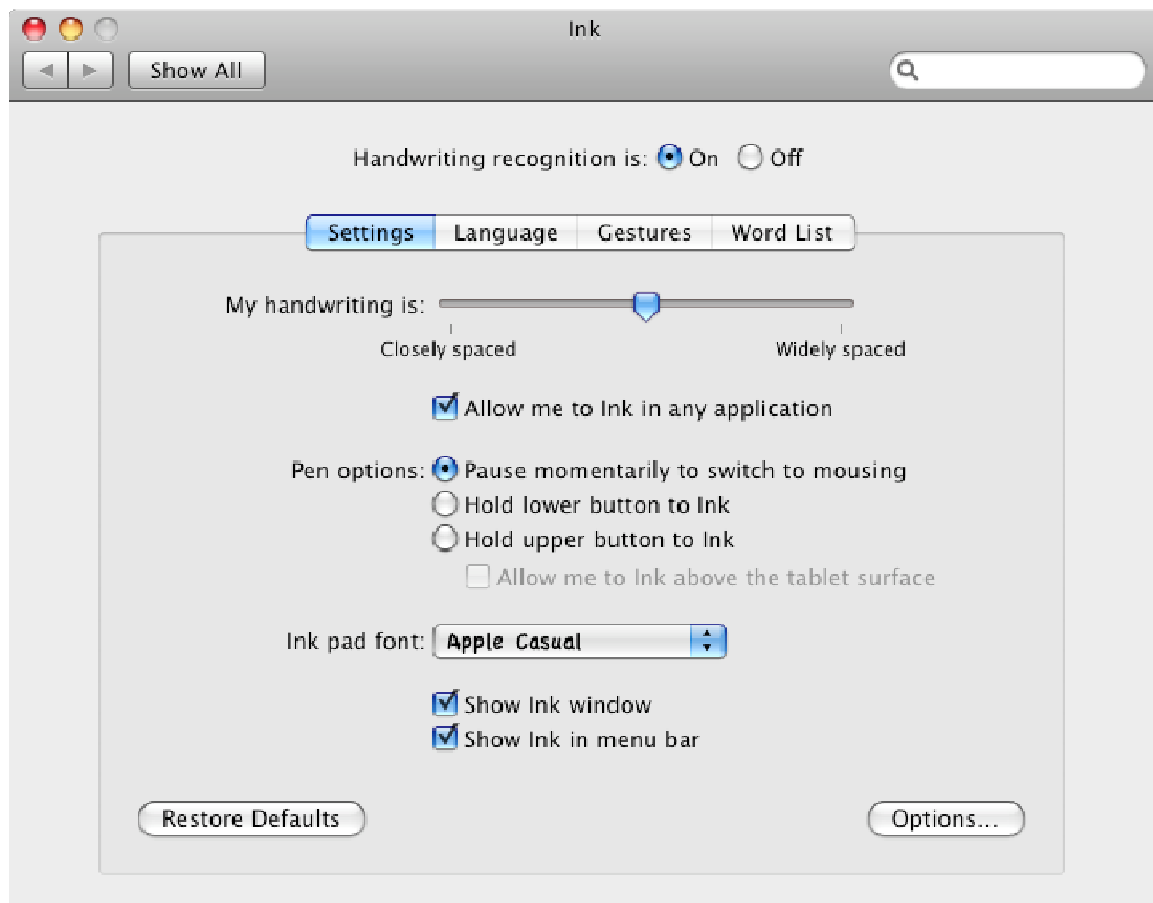 Ink
Show All
Handwriting recognition is: On Off
Settings Language Gestures Word List
My handwriting is:
Closely spaced Widely spaced
Allow me to Ink in any application
Pen options: Pause momentarily to switch to mousing
Hold lower button to Ink
Hold upper button to Ink
Allow me to Ink above the tablet surface
Ink pad font: Apple Casual
Show Ink window
Show Ink in menu bar
Restore Defaults Options...